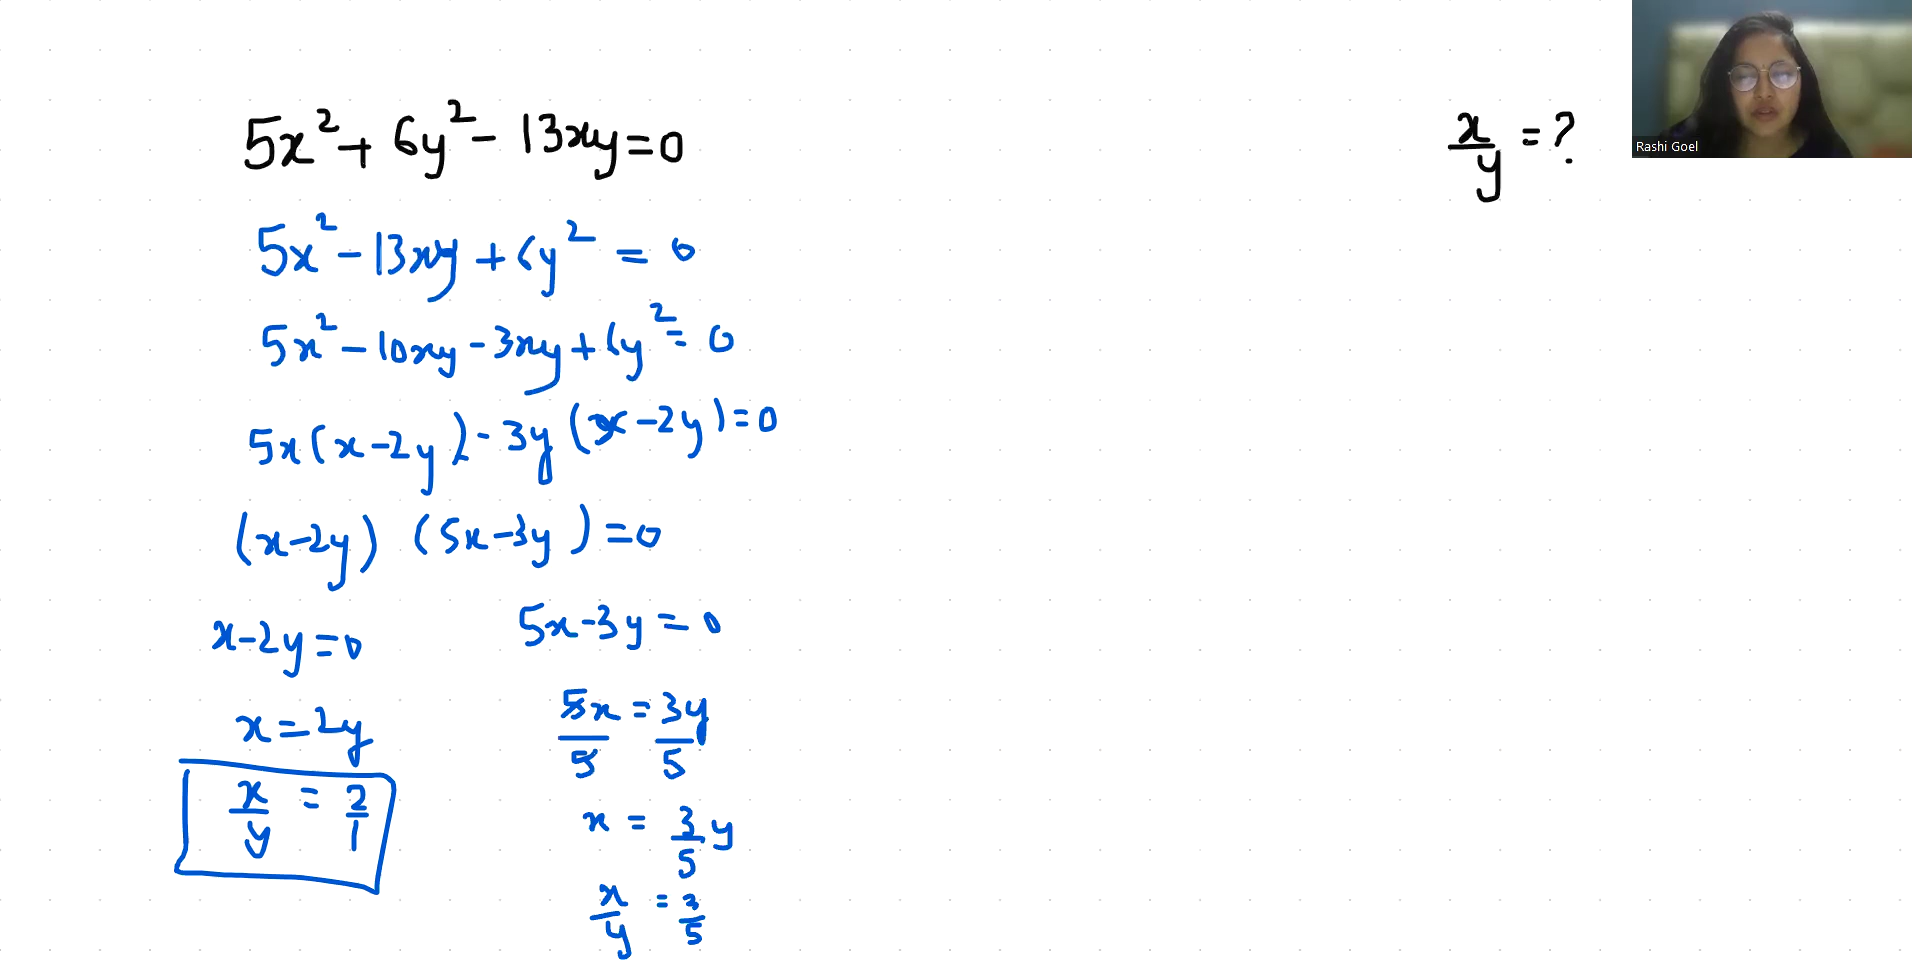 5x² + 6y² - 13xy = 0
x/y = ?
Rashi Goel
5x² - 13xy + 6y² = 0
5x² - 10xy - 3xy + 6y² = 0
5x(x - 2y) - 3y(x - 2y) = 0
(x - 2y) (5x - 3y) = 0
x - 2y = 0
5x - 3y = 0
x = 2y
5x/5 = 3y/5
x/y = 2/1
x = 3/5 y
x/y = 3/5